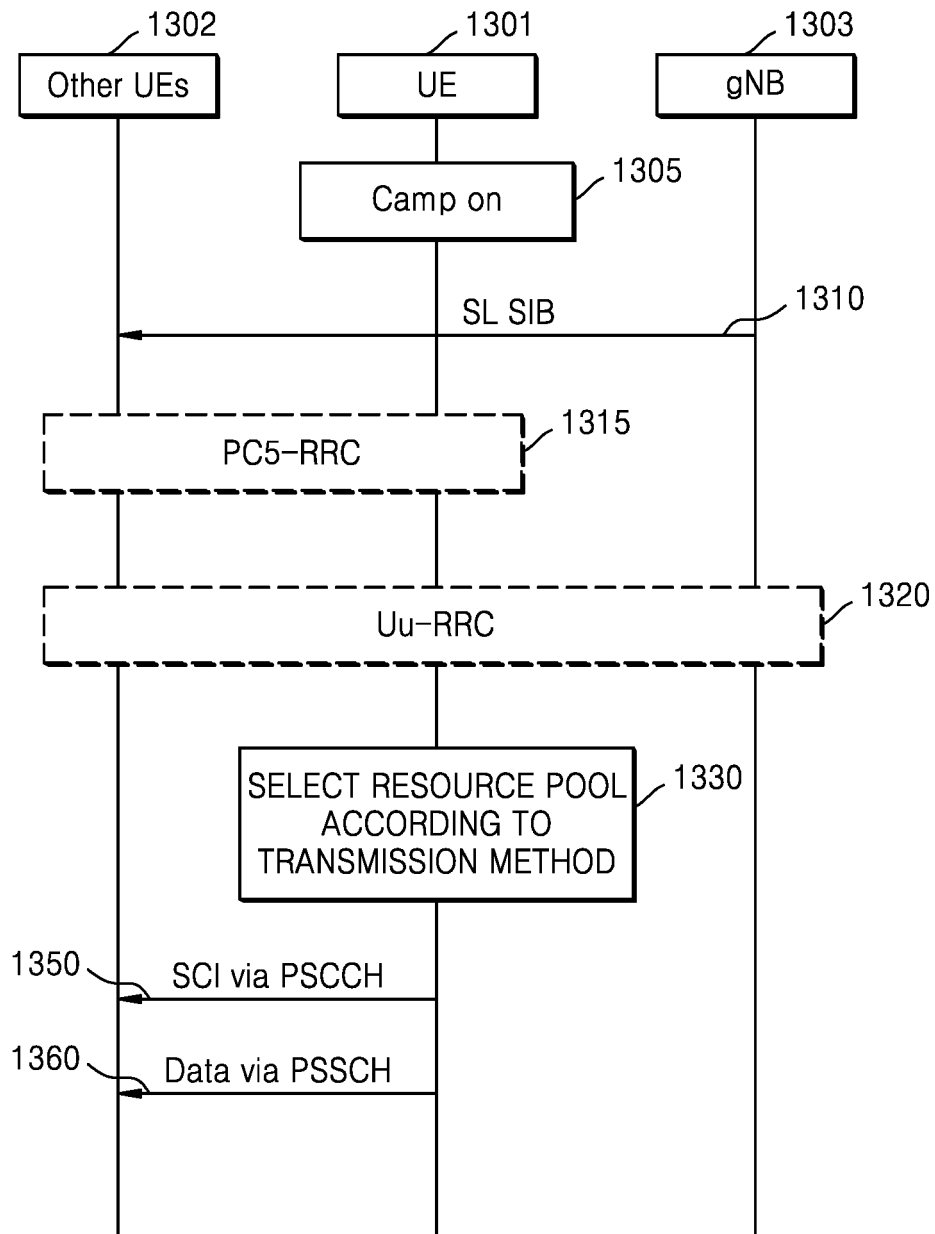 1302
1301
1303
Other UEs
UE
gNB
1305
Camp on
1310
SL SIB
1315
PC5-RRC
1320
Uu-RRC
1330
SELECT RESOURCE POOL
ACCORDING TO
TRANSMISSION METHOD
1350
SCI via PSCCH
1360
Data via PSSCH